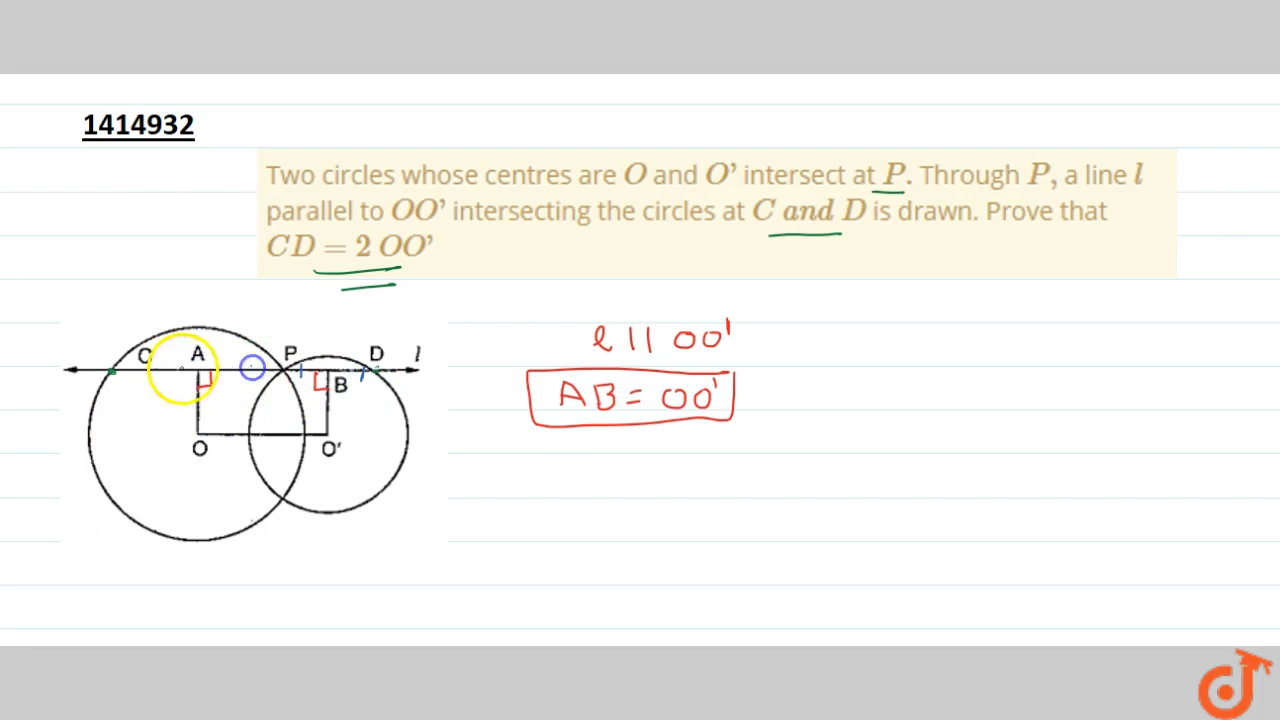 1414932
Two circles whose centres are O and O’ intersect at P. Through P, a line l
parallel to OO’ intersecting the circles at C and D is drawn. Prove that
CD = 2 OO’
C A P D l
B
O O'
l || OO'
AB = OO'